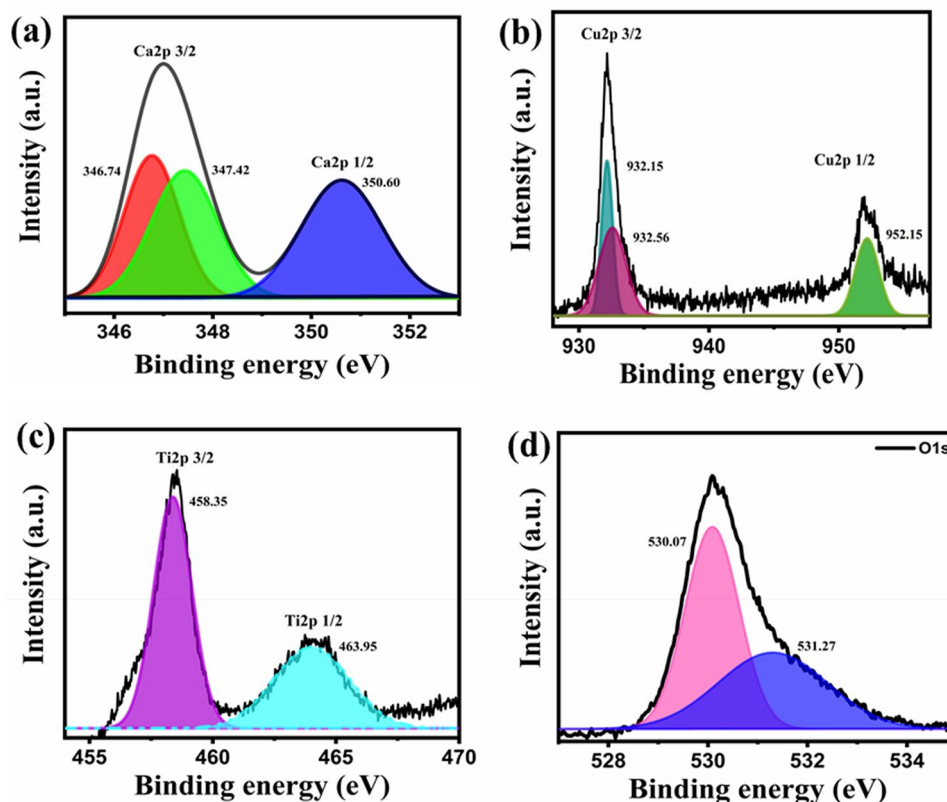 (a)
Ca2p 3/2
346.74
347.42
Ca2p 1/2
350.60
Intensity (a.u.)
346 348 350 352
Binding energy (eV)
(b)
Cu2p 3/2
932.15
932.56
Cu2p 1/2
952.15
Intensity (a.u.)
930 940 950
Binding energy (eV)
(c)
Ti2p 3/2
458.35
Ti2p 1/2
463.95
Intensity (a.u.)
455 460 465 470
Binding energy (eV)
(d)
O1s
530.07
531.27
Intensity (a.u.)
528 530 532 534
Binding energy (eV)